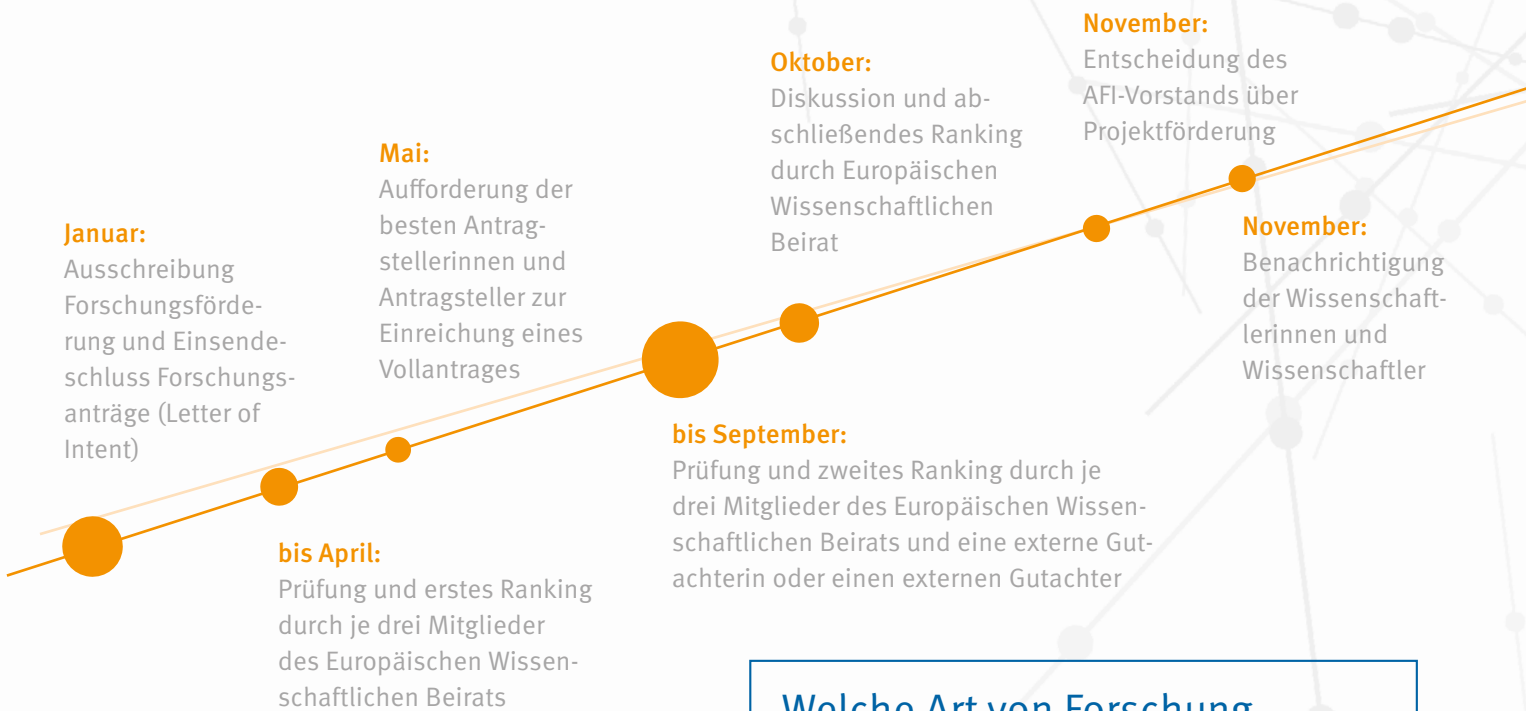 Januar:
Ausschreibung
Forschungsförde-
rung und Einsende-
schluss Forschungs-
anträge (Letter of
Intent)
bis April:
Prüfung und erstes Ranking
durch je drei Mitglieder
des Europäischen Wissen-
schaftlichen Beirats
Mai:
Aufforderung der
besten Antrag-
stellerinnen und
Antragsteller zur
Einreichung eines
Vollantrages
bis September:
Prüfung und zweites Ranking durch je
drei Mitglieder des Europäischen Wissen-
schaftlichen Beirats und eine externe Gut-
achterin oder einen externen Gutachter
Oktober:
Diskussion und ab-
schließendes Ranking
durch Europäischen
Wissenschaftlichen
Beirat
November:
Entscheidung des
AFI-Vorstands über
Projektförderung
November:
Benachrichtigung
der Wissenschaft-
lerinnen und
Wissenschaftler
Welche Art von Forschung